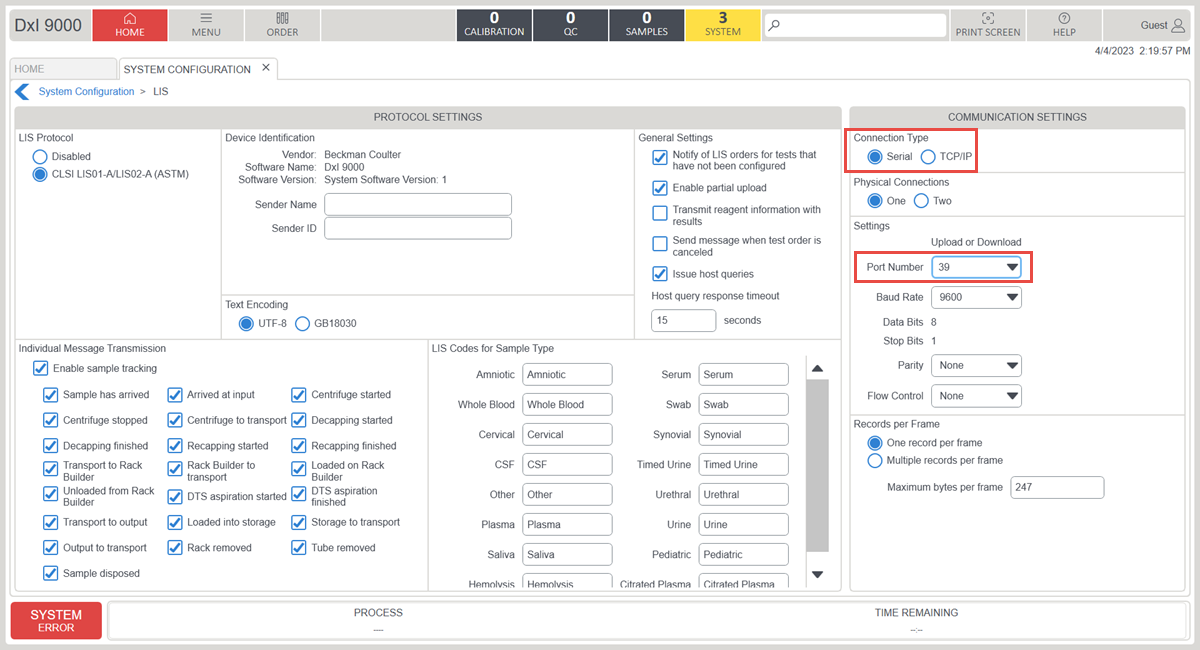 DxI 9000
HOME
MENU
ORDER
0
CALIBRATION
0
QC
0
SAMPLES
3
SYSTEM
PRINT SCREEN
HELP
Guest
4/4/2023 2:19:57 PM
HOME
SYSTEM CONFIGURATION
System Configuration > LIS
PROTOCOL SETTINGS
LIS Protocol
Disabled
CLSI LIS01-A/LIS02-A (ASTM)
Device Identification
Vendor: Beckman Coulter
Software Name: DxI 9000
Software Version: System Software Version: 1
Sender Name
Sender ID
Text Encoding
UTF-8 GB18030
General Settings
Notify of LIS orders for tests that
have not been configured
Enable partial upload
Transmit reagent information with
results
Send message when test order is
canceled
Issue host queries
Host query response timeout
15 seconds
Individual Message Transmission
Enable sample tracking
Sample has arrived Arrived at input Centrifuge started
Centrifuge stopped Centrifuge to transport Decapping started
Decapping finished Recapping started Recapping finished
Transport to Rack
Builder
Rack Builder to
transport
Loaded on Rack
Builder
Unloaded from Rack
Builder
DTS aspiration started
DTS aspiration
finished
Transport to output Loaded into storage Storage to transport
Output to transport Rack removed Tube removed
Sample disposed
LIS Codes for Sample Type
Amniotic Amniotic Serum Serum
Whole Blood Whole Blood Swab Swab
Cervical Cervical Synovial Synovial
CSF CSF Timed Urine Timed Urine
Other Other Urethral Urethral
Plasma Plasma Urine Urine
Saliva Saliva Pediatric Pediatric
Hemolysis Hemolysis Citrated Plasma Citrated Plasma
COMMUNICATION SETTINGS
Connection Type
Serial TCP/IP
Physical Connections
One Two
Settings
Upload or Download
Port Number 39
Baud Rate 9600
Data Bits 8
Stop Bits 1
Parity None
Flow Control None
Records per Frame
One record per frame
Multiple records per frame
Maximum bytes per frame 247
SYSTEM
ERROR
PROCESS
----
TIME REMAINING
--:--